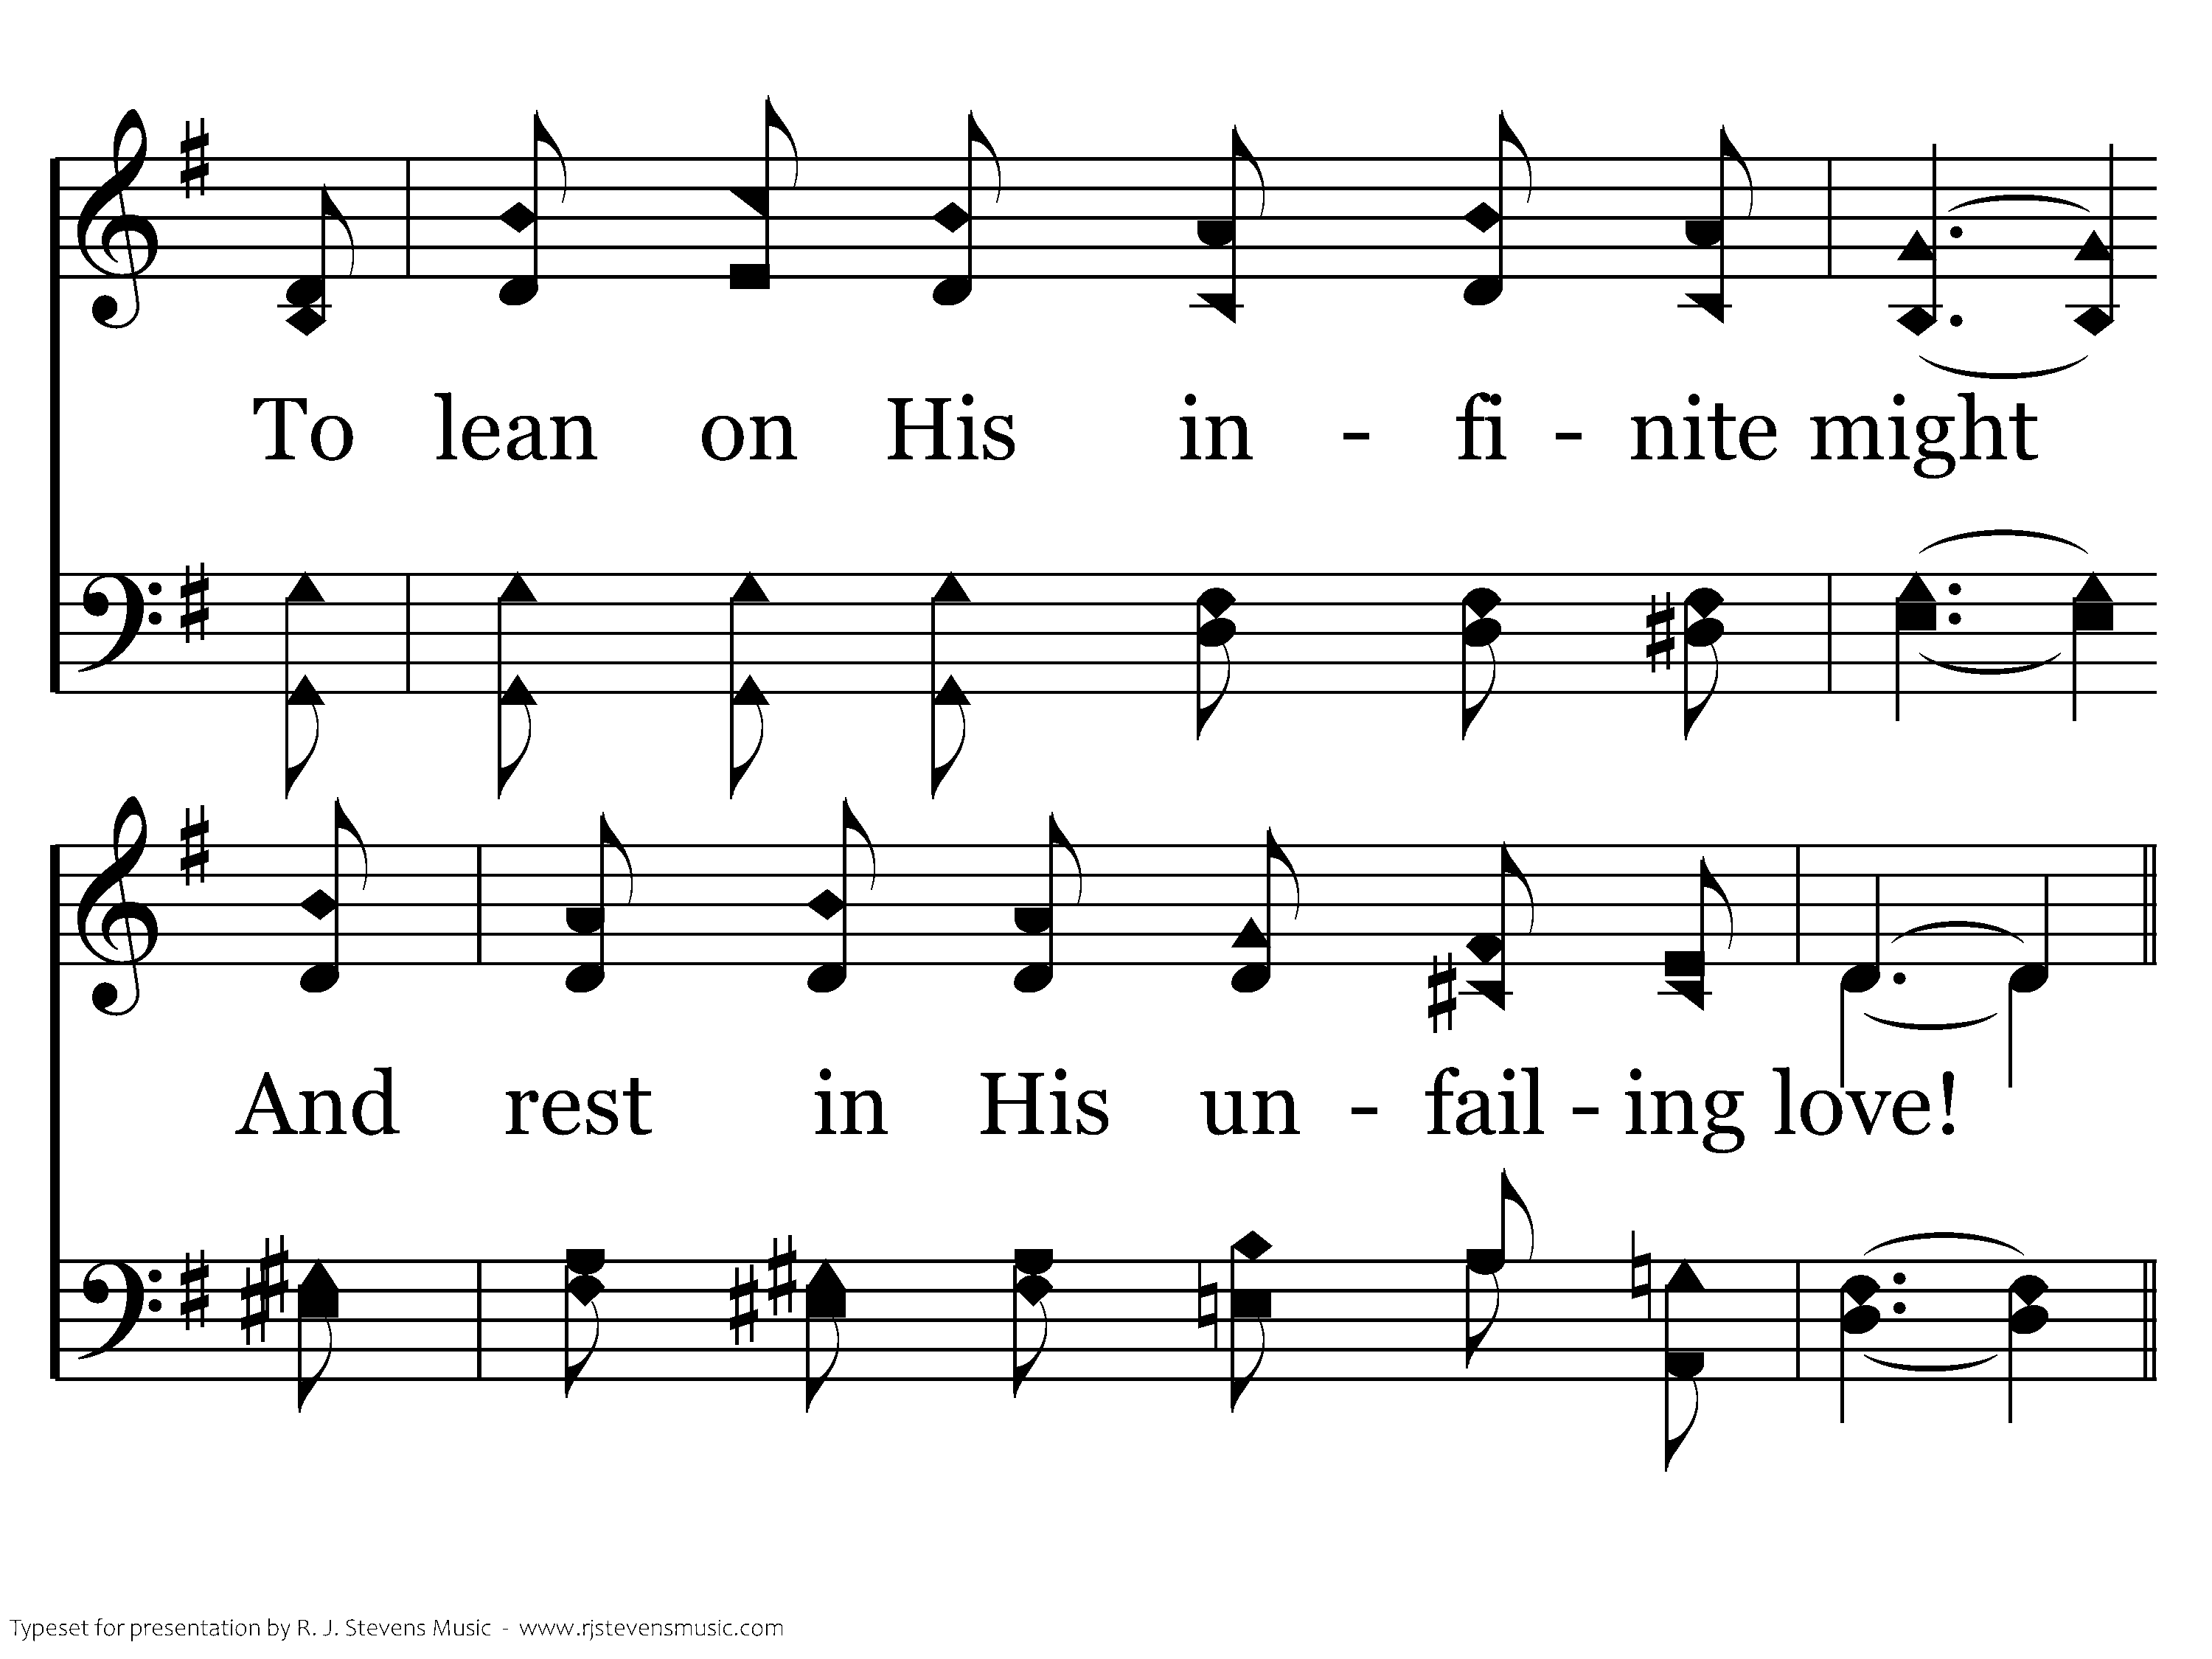 To lean on His in - fi - nite might
And rest in His un - fail - ing love!
Typeset for presentation by R. J. Stevens Music - www.rjstevensmusic.com